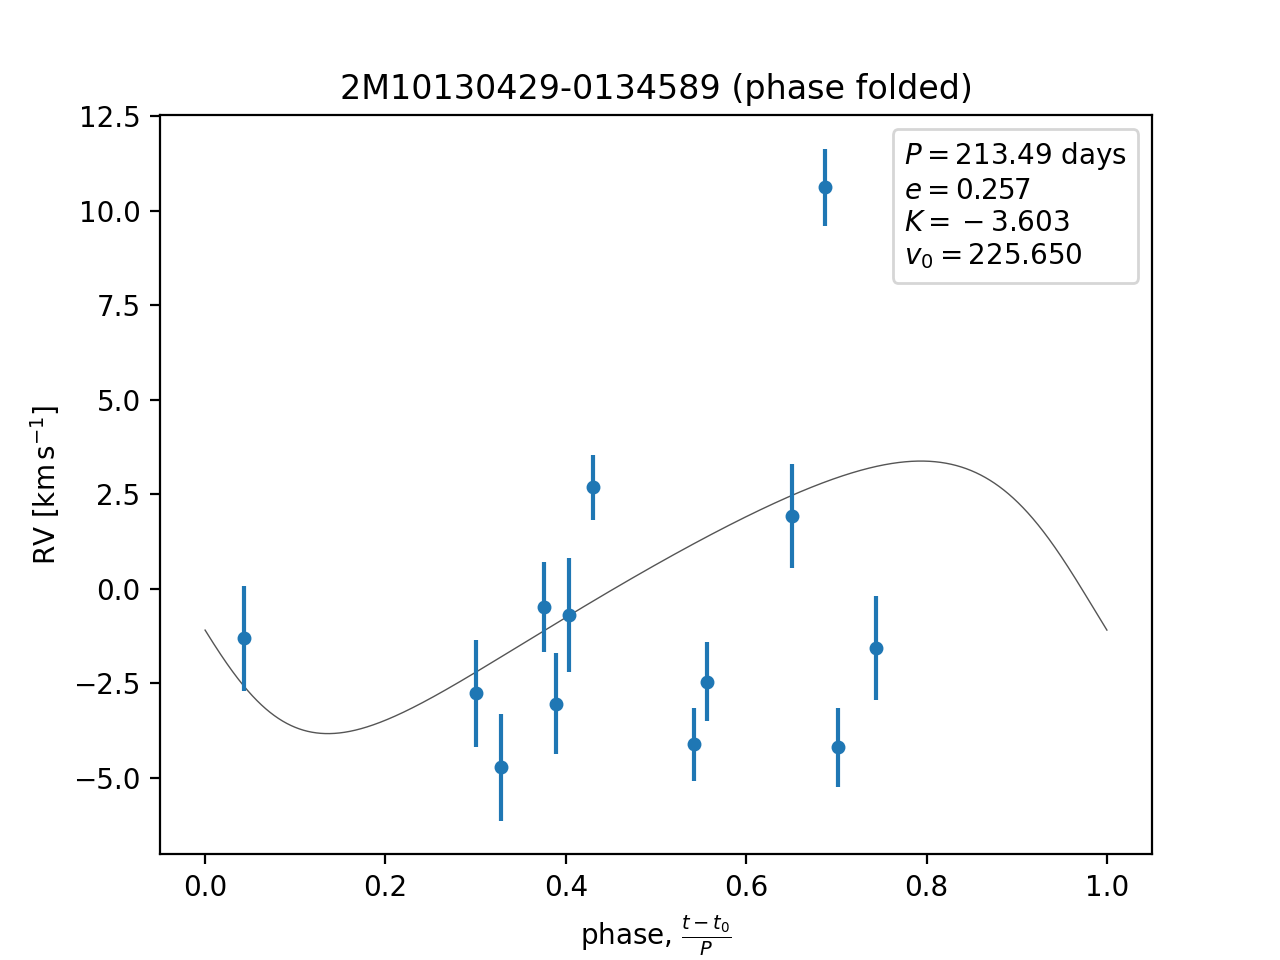 2M10130429-0134589 (phase folded)
12.5
10.0
7.5
5.0
2.5
0.0
−2.5
−5.0
RV [km s⁻¹]
P = 213.49 days
e = 0.257
K = − 3.603
v₀ = 225.650
0.0 0.2 0.4 0.6 0.8 1.0
phase, (t − t₀)/P